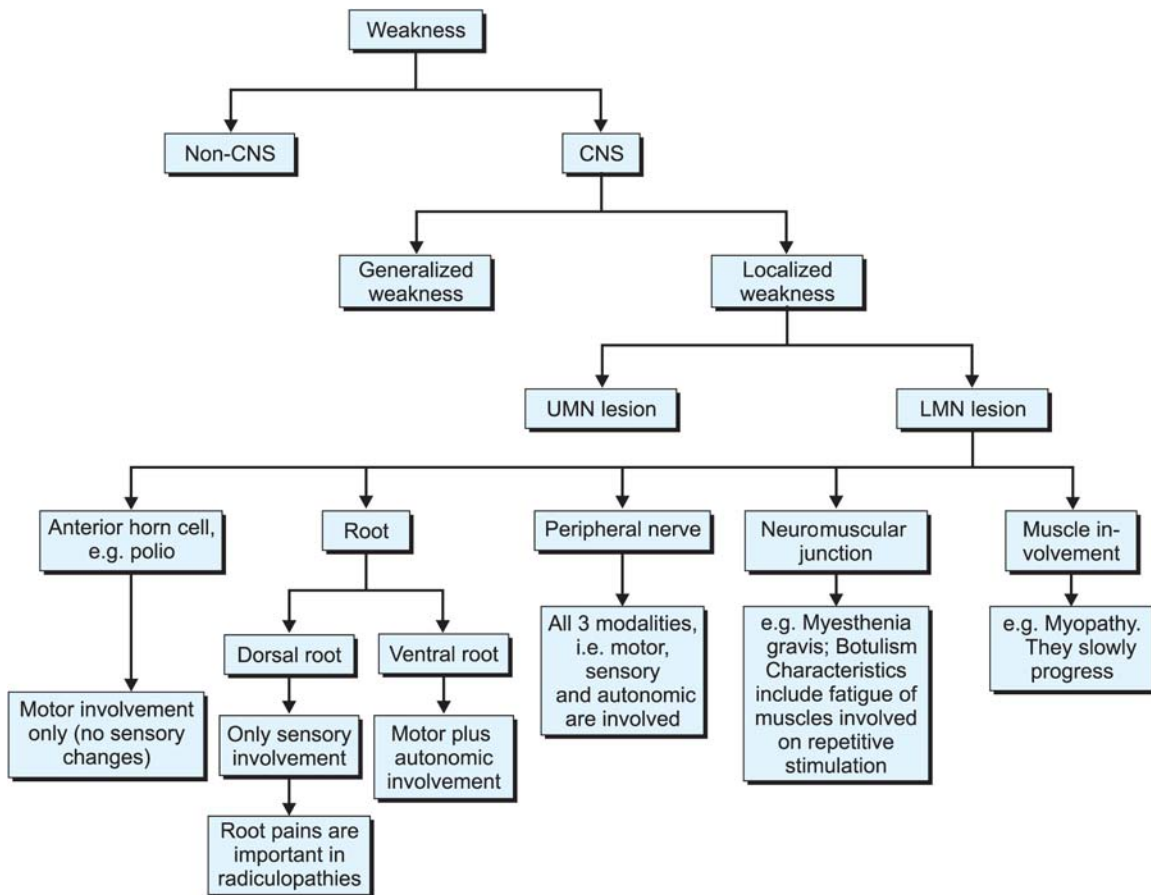 Weakness
Non-CNS
CNS
Generalized
weakness
Localized
weakness
UMN lesion
LMN lesion
Anterior horn cell,
e.g. polio
Root
Peripheral nerve
Neuromuscular
junction
Muscle in-
volvement
Motor involvement
only (no sensory
changes)
Dorsal root
Ventral root
Only sensory
involvement
Motor plus
autonomic
involvement
Root pains are
important in
radiculopathies
All 3 modalities,
i.e. motor,
sensory
and autonomic
are involved
e.g. Myesthenia
gravis; Botulism
Characteristics
include fatigue of
muscles involved
on repetitive
stimulation
e.g. Myopathy.
They slowly
progress